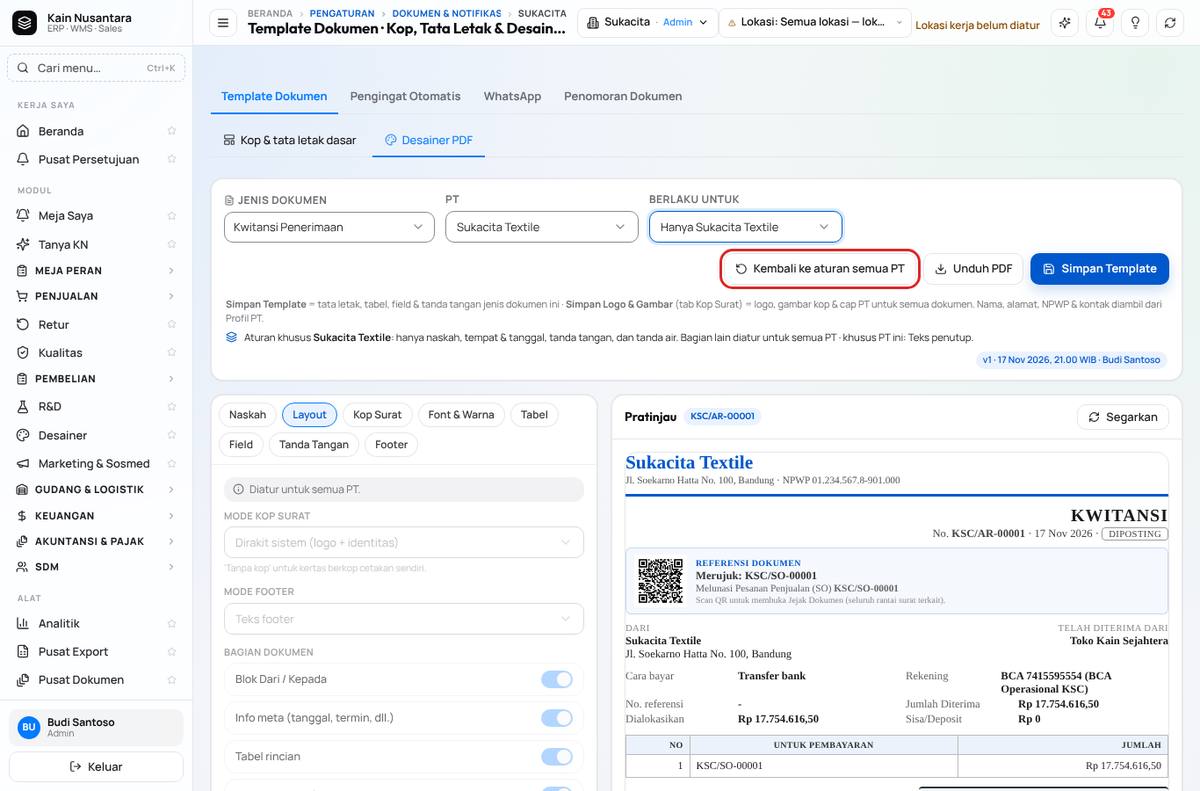 Kain Nusantara
ERP · WMS · Sales
Cari menu... Ctrl+K
KERJA SAYA
Beranda
Pusat Persetujuan
MODUL
Meja Saya
Tanya KN
MEJA PERAN
PENJUALAN
Retur
Kualitas
PEMBELIAN
R&D
Desainer
Marketing & Sosmed
GUDANG & LOGISTIK
KEUANGAN
AKUNTANSI & PAJAK
SDM
ALAT
Analitik
Pusat Export
Pusat Dokumen
BU Budi Santoso
Admin
Keluar
BERANDA › PENGATURAN › DOKUMEN & NOTIFIKAS › SUKACITA
Template Dokumen · Kop, Tata Letak & Desain...
Sukacita · Admin
Lokasi: Semua lokasi — lok...
Lokasi kerja belum diatur
43
Template Dokumen Pengingat Otomatis WhatsApp Penomoran Dokumen
Kop & tata letak dasar Desainer PDF
JENIS DOKUMEN PT BERLAKU UNTUK
Kwitansi Penerimaan Sukacita Textile Hanya Sukacita Textile
Kembali ke aturan semua PT Unduh PDF Simpan Template
Simpan Template = tata letak, tabel, field & tanda tangan jenis dokumen ini · Simpan Logo & Gambar (tab Kop Surat) = logo, gambar kop & cap PT untuk semua dokumen. Nama, alamat, NPWP & kontak diambil dari
Profil PT.
Aturan khusus Sukacita Textile: hanya naskah, tempat & tanggal, tanda tangan, dan tanda air. Bagian lain diatur untuk semua PT · khusus PT ini: Teks penutup.
v1 · 17 Nov 2026, 21.00 WIB · Budi Santoso
Naskah Layout Kop Surat Font & Warna Tabel
Field Tanda Tangan Footer
Diatur untuk semua PT.
MODE KOP SURAT
Dirakit sistem (logo + identitas)
'Tanpa kop' untuk kertas berkop cetakan sendiri.
MODE FOOTER
Teks footer
BAGIAN DOKUMEN
Blok Dari / Kepada
Info meta (tanggal, termin, dll.)
Tabel rincian
Pratinjau KSC/AR-00001 Segarkan
Sukacita Textile
Jl. Soekarno Hatta No. 100, Bandung · NPWP 01.234.567.8-901.000
KWITANSI
No. KSC/AR-00001 · 17 Nov 2026 · DIPOSTING
REFERENSI DOKUMEN
Merujuk: KSC/SO-00001
Melunasi Pesanan Penjualan (SO) KSC/SO-00001
Scan QR untuk membuka Jejak Dokumen (seluruh rantai surat terkait).
DARI TELAH DITERIMA DARI
Sukacita Textile Toko Kain Sejahtera
Jl. Soekarno Hatta No. 100, Bandung
Cara bayar Transfer bank Rekening BCA 7415595554 (BCA
Operasional KSC)
No. referensi - Jumlah Diterima Rp 17.754.616,50
Dialokasikan Rp 17.754.616,50 Sisa/Deposit Rp 0
NO UNTUK PEMBAYARAN JUMLAH
1 KSC/SO-00001 Rp 17.754.616,50